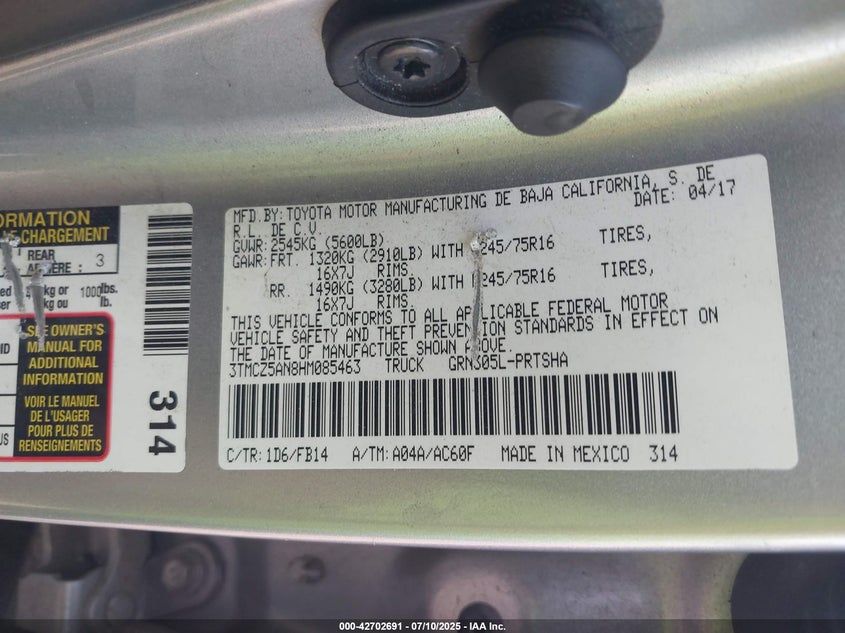 ORMATION
CHARGEMENT
REAR
ARRIÈRE : 3
kg ou 1000lbs.
lb.
SEE OWNER'S
MANUAL FOR
ADDITIONAL
INFORMATION
VOIR LE MANUEL
DE L'USAGER
POUR PLUS DE
RENSEIGNEMENTS
314
MFD.BY:TOYOTA MOTOR MANUFACTURING DE BAJA CALIFORNIA, S. DE
R.L. DE C.V. DATE: 04/17
GVWR:2545KG (5600LB)
GAWR:FRT. 1320KG (2910LB) WITH P245/75R16 TIRES,
16X7J RIMS.
RR. 1490KG (3280LB) WITH P245/75R16 TIRES,
16X7J RIMS.
THIS VEHICLE CONFORMS TO ALL APPLICABLE FEDERAL MOTOR
VEHICLE SAFETY AND THEFT PREVENTION STANDARDS IN EFFECT ON
THE DATE OF MANUFACTURE SHOWN ABOVE.
3TMCZ5AN8HM085463 TRUCK GRN305L-PRTSHA
C/TR:1D6/FB14 A/TM:A04A/AC60F MADE IN MEXICO 314
000-42702691 - 07/10/2025 - IAA Inc.